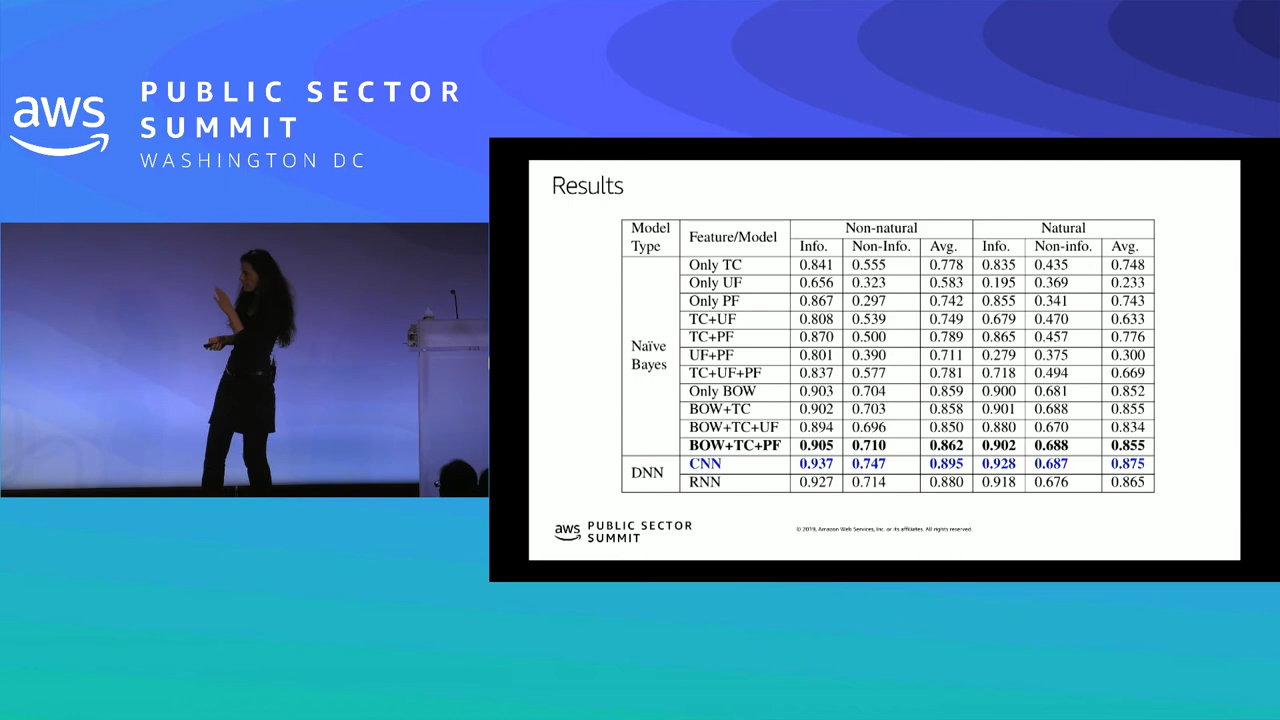 aws
PUBLIC SECTOR
SUMMIT
WASHINGTON DC
Results
Model Type Feature/Model Non-natural Natural
Info. Non-Info. Avg. Info. Non-info. Avg.
Naïve Bayes
Only TC 0.841 0.555 0.778 0.835 0.435 0.748
Only UF 0.656 0.323 0.583 0.195 0.369 0.233
Only PF 0.867 0.297 0.742 0.855 0.341 0.743
TC+UF 0.808 0.539 0.749 0.679 0.470 0.633
TC+PF 0.870 0.500 0.789 0.865 0.457 0.776
UF+PF 0.801 0.390 0.711 0.279 0.375 0.300
TC+UF+PF 0.837 0.577 0.781 0.718 0.494 0.669
Only BOW 0.903 0.704 0.859 0.900 0.681 0.852
BOW+TC 0.902 0.703 0.858 0.901 0.688 0.855
BOW+TC+UF 0.894 0.696 0.850 0.880 0.670 0.834
BOW+TC+PF 0.905 0.710 0.862 0.902 0.688 0.855
DNN
CNN 0.937 0.747 0.895 0.928 0.687 0.875
RNN 0.927 0.714 0.880 0.918 0.676 0.865
aws PUBLIC SECTOR
SUMMIT
© 2019, Amazon Web Services, Inc. or its affiliates. All rights reserved.